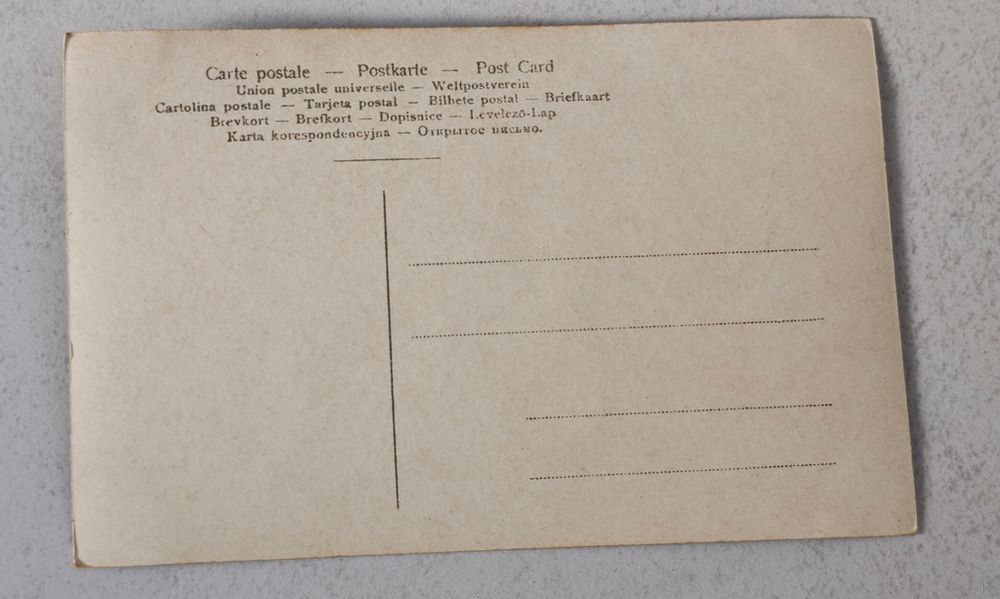 Carte postale — Postkarte — Post Card
Union postale universelle — Weltpostverein
Cartolina postale — Tarjeta postal — Bilhete postal — Briefkaart
Brevkort — Brefkort — Dopisnice — Levelező-Lap
Karta korespondencyjna — Открытое письмо.